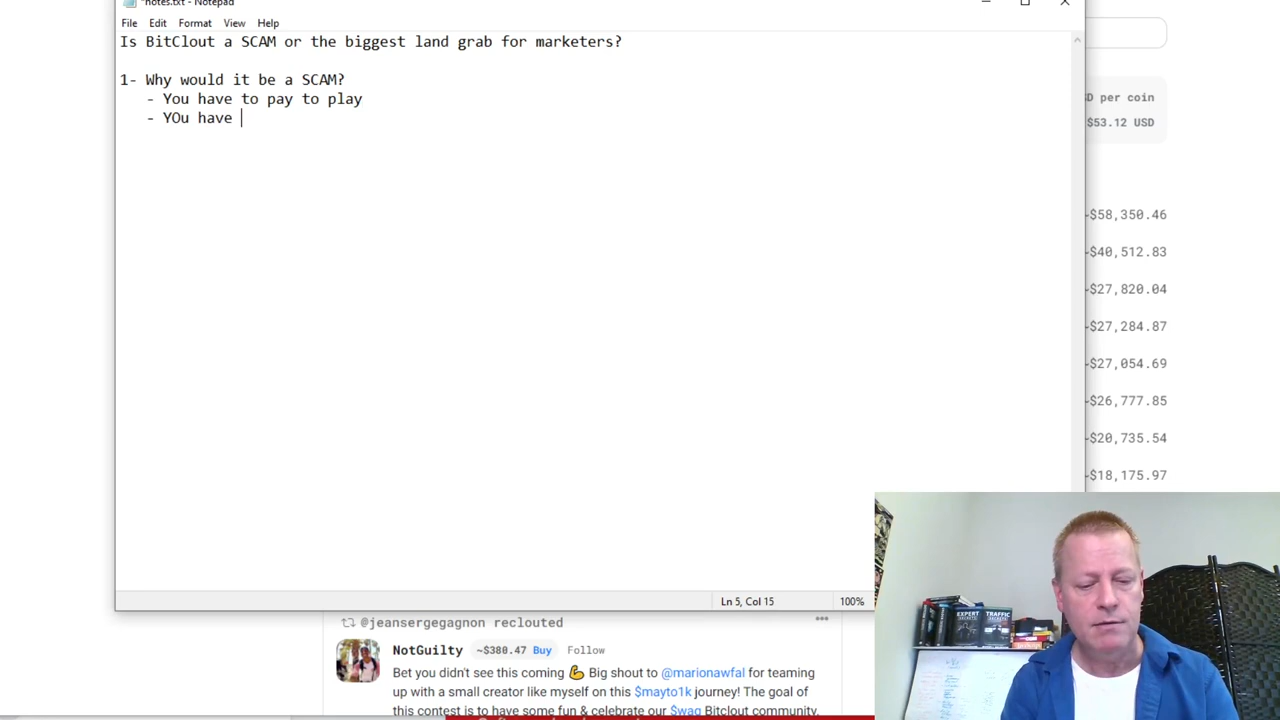 *notes.txt - Notepad
File Edit Format View Help
Is BitClout a SCAM or the biggest land grab for marketers?
1- Why would it be a SCAM?
- You have to pay to play
- YOu have
Ln 5, Col 15 100%
per coin
$53.12 USD
~$58,350.46
~$40,512.83
~$27,820.04
~$27,284.87
~$27,054.69
~$26,777.85
~$20,735.54
~$18,175.97
@jeansergegagnon reclouted
NotGuilty ~$380.47 Buy Follow
Bet you didn't see this coming 💪 Big shout to @marionawfal for teaming
up with a small creator like myself on this $mayto1k journey! The goal
of this contest is to have some fun & celebrate our $wag Bitclout community.
EXPERT SECRETS
TRAFFIC SECRETS